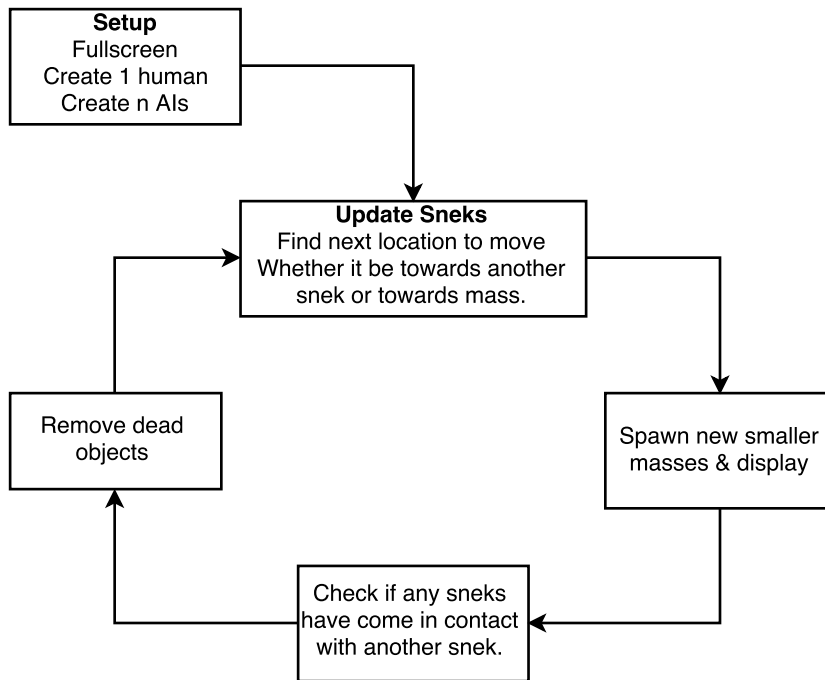 Setup
Fullscreen
Create 1 human
Create n AIs
Update Sneks
Find next location to move
Whether it be towards another
snek or towards mass.
Remove dead
objects
Spawn new smaller
masses & display
Check if any sneks
have come in contact
with another snek.